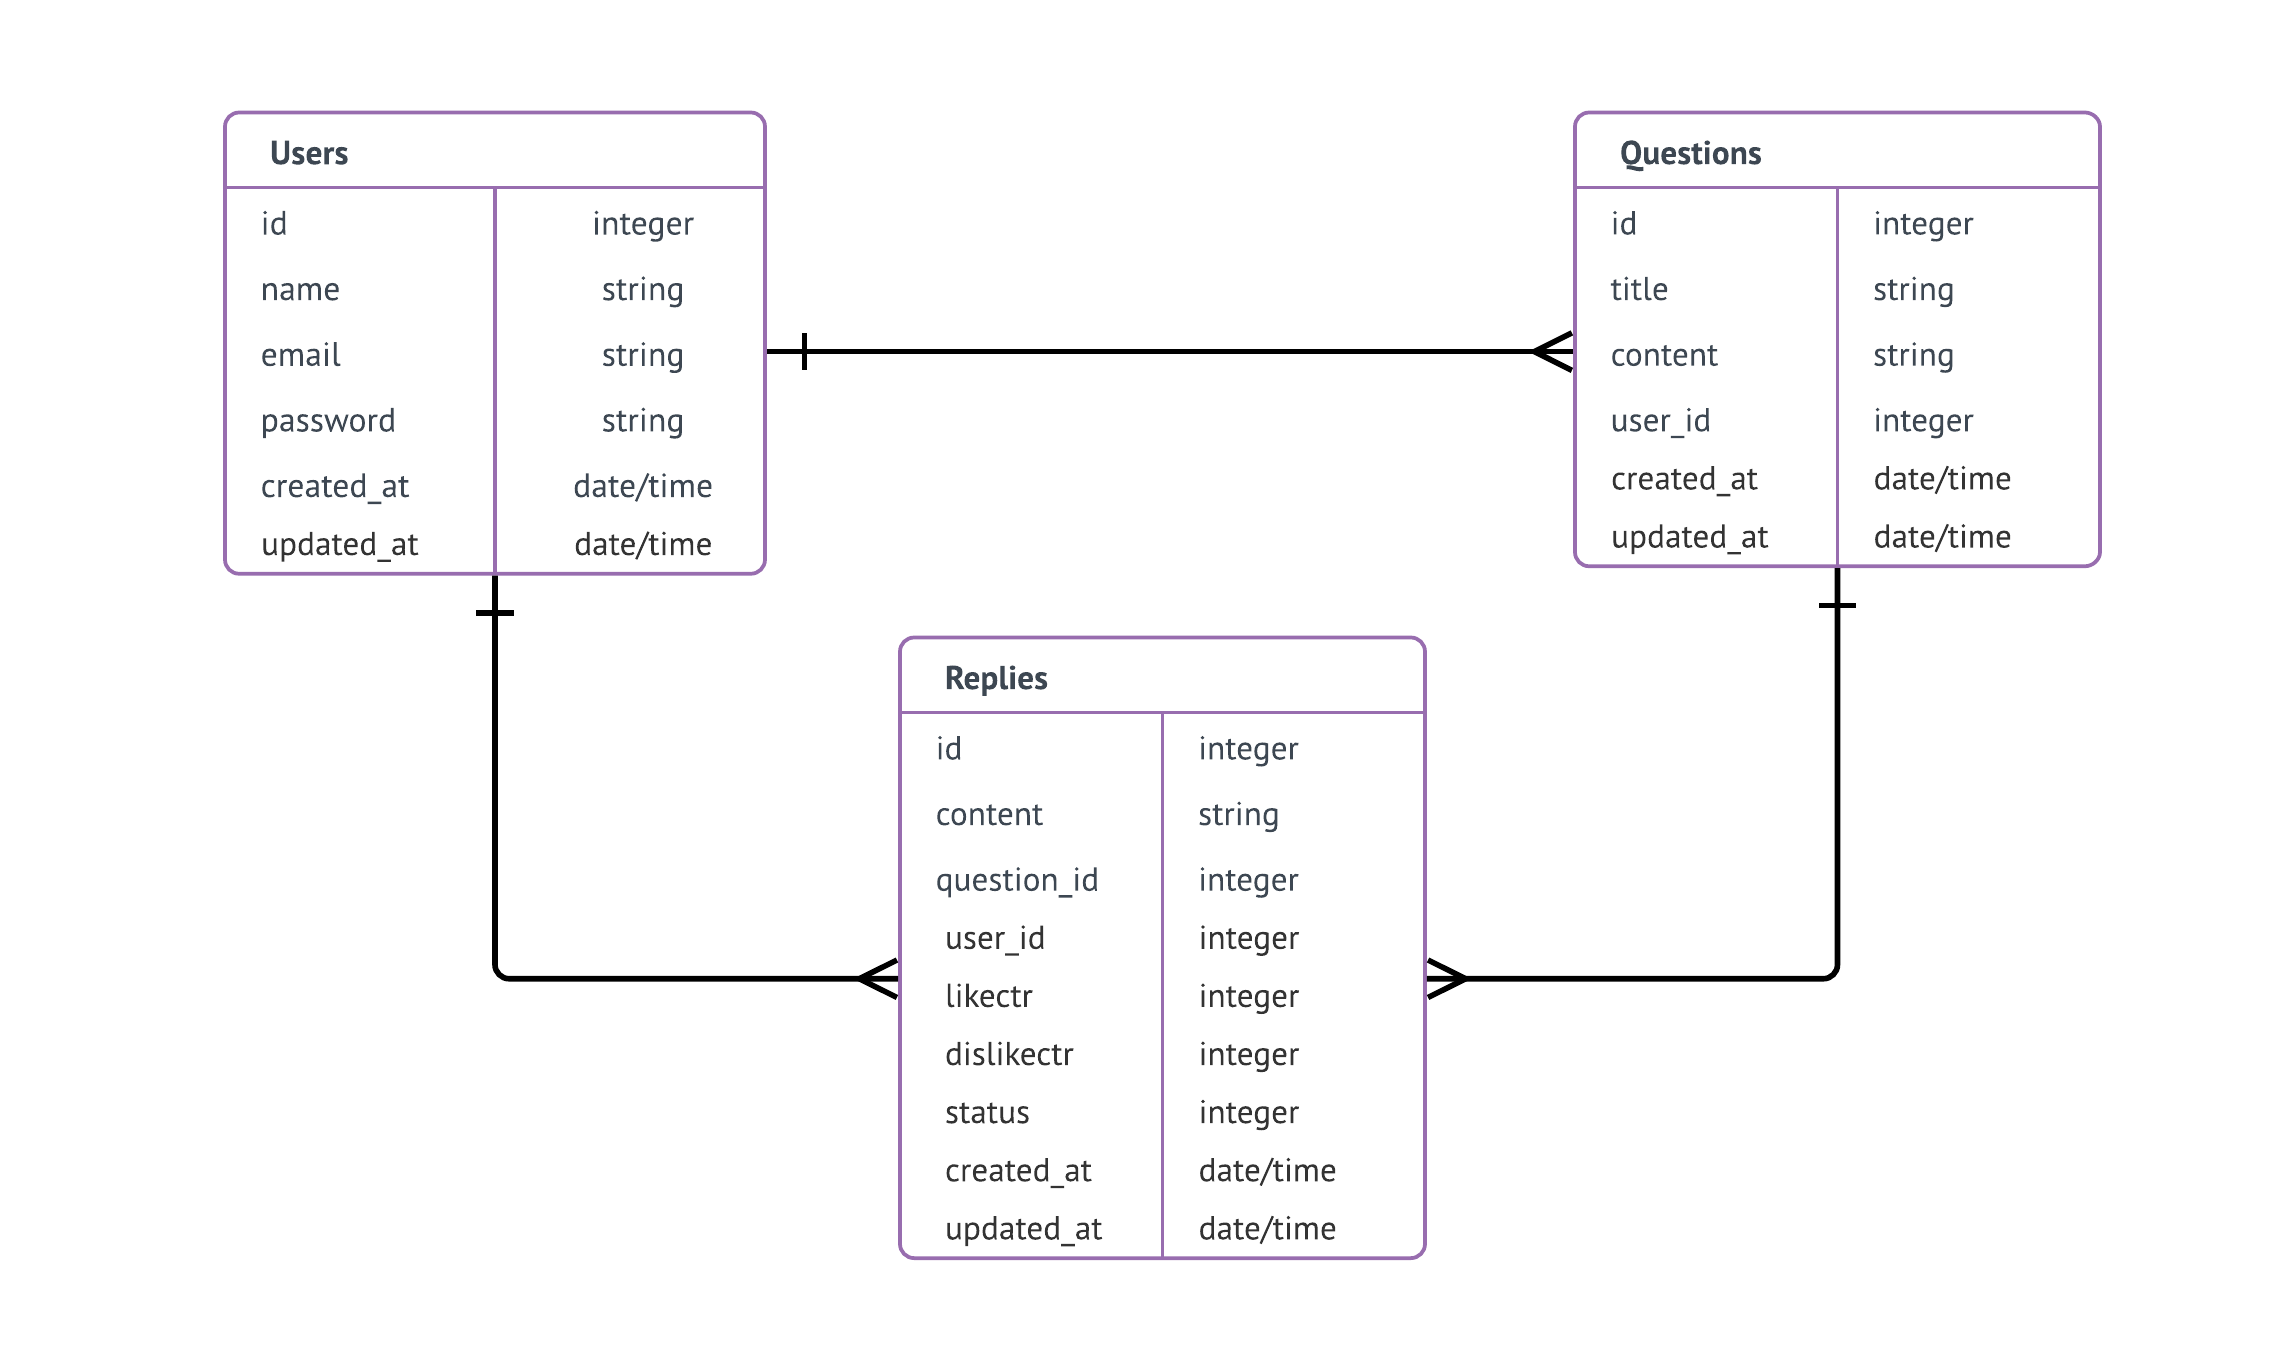 Users
id integer
name string
email string
password string
created_at date/time
updated_at date/time
Questions
id integer
title string
content string
user_id integer
created_at date/time
updated_at date/time
Replies
id integer
content string
question_id integer
user_id integer
likectr integer
dislikectr integer
status integer
created_at date/time
updated_at date/time